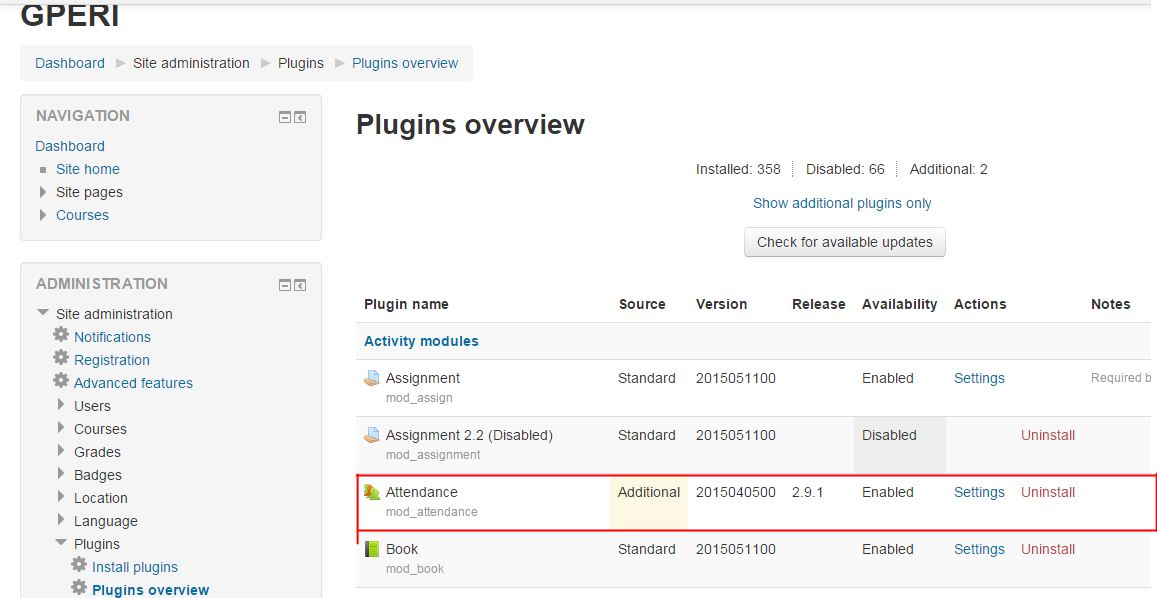 GPERI
Dashboard Site administration Plugins Plugins overview
NAVIGATION
Dashboard
Site home
Site pages
Courses
ADMINISTRATION
Site administration
Notifications
Registration
Advanced features
Users
Courses
Grades
Badges
Location
Language
Plugins
Install plugins
Plugins overview
Plugins overview
Installed: 358 Disabled: 66 Additional: 2
Show additional plugins only
Check for available updates
Plugin name Source Version Release Availability Actions Notes
Activity modules
Assignment Standard 2015051100 Enabled Settings Required b
mod_assign
Assignment 2.2 (Disabled) Standard 2015051100 Disabled Uninstall
mod_assignment
Attendance Additional 2015040500 2.9.1 Enabled Settings Uninstall
mod_attendance
Book Standard 2015051100 Enabled Settings Uninstall
mod_book